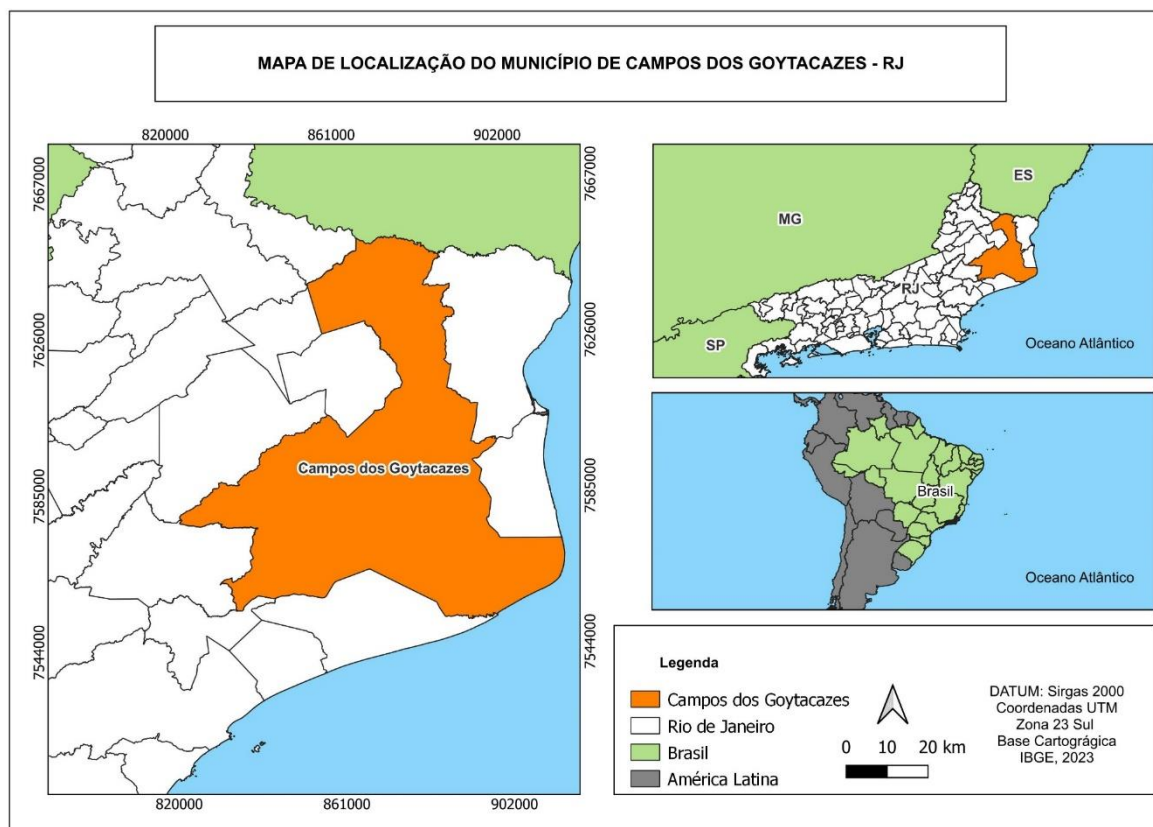 MAPA DE LOCALIZAÇÃO DO MUNICÍPIO DE CAMPOS DOS GOYTACAZES - RJ
820000 861000 902000
7667000
7626000
7585000
7544000
Campos dos Goytacazes
7667000
7626000
7585000
7544000
820000 861000 902000
ES
MG
RJ
SP
Oceano Atlântico
Brasil
Oceano Atlântico
Legenda
Campos dos Goytacazes
Rio de Janeiro
Brasil
América Latina
0 10 20 km
DATUM: Sirgas 2000
Coordenadas UTM
Zona 23 Sul
Base Cartográgica
IBGE, 2023